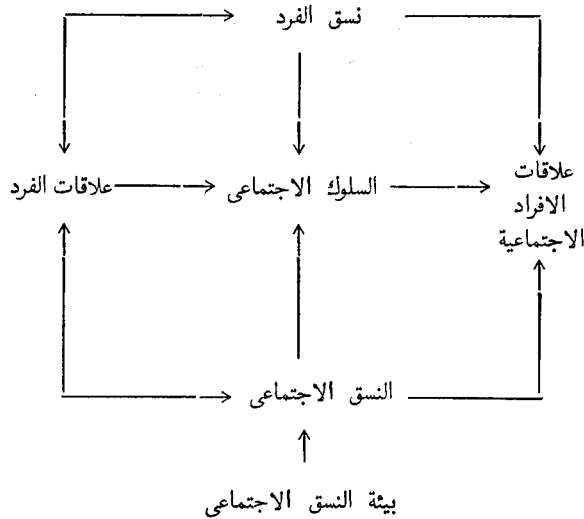 نسق الفرد
علاقات الفرد
السلوك الاجتماعى
علاقات
الافراد
الاجتماعية
النسق الاجتماعى
بيئة النسق الاجتماعى